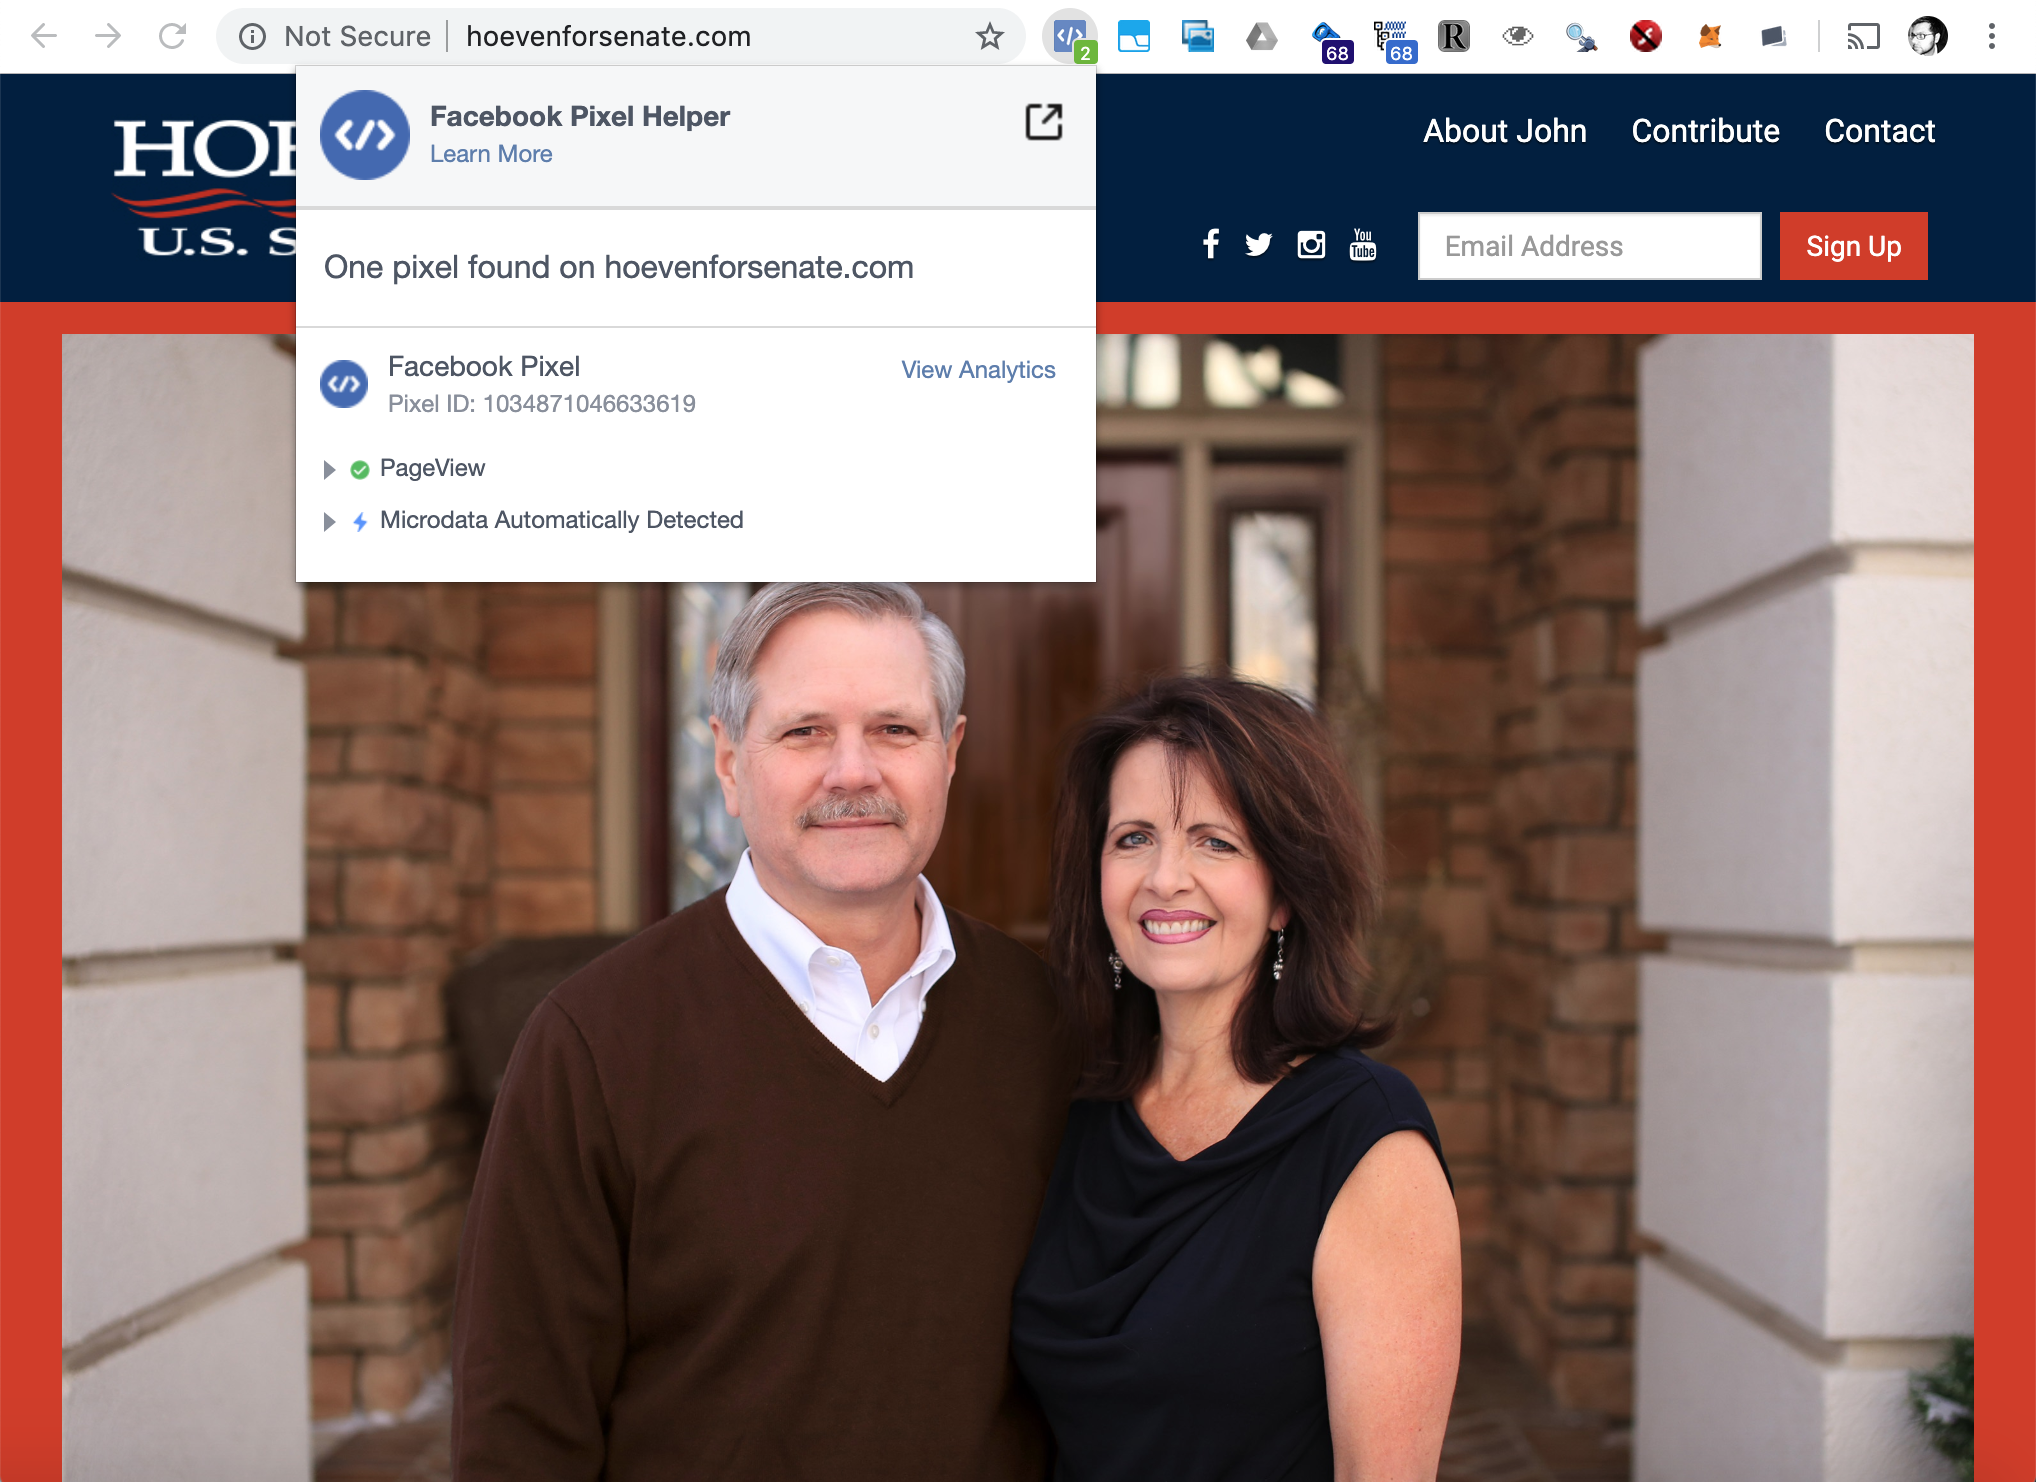 Not Secure | hoevenforsenate.com
2
68
68
R
HOE
U.S. S
Facebook Pixel Helper
Learn More
One pixel found on hoevenforsenate.com
Facebook Pixel
View Analytics
Pixel ID: 1034871046633619
PageView
Microdata Automatically Detected
About John
Contribute
Contact
You
Tube
Email Address
Sign Up